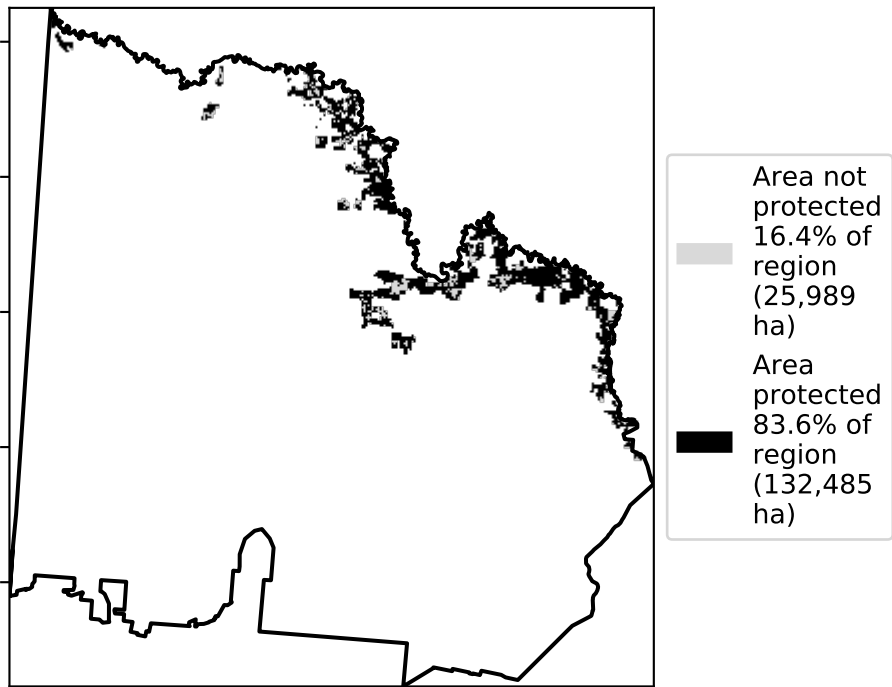 Area not
protected
16.4% of
region
(25,989
ha)
Area
protected
83.6% of
region
(132,485
ha)